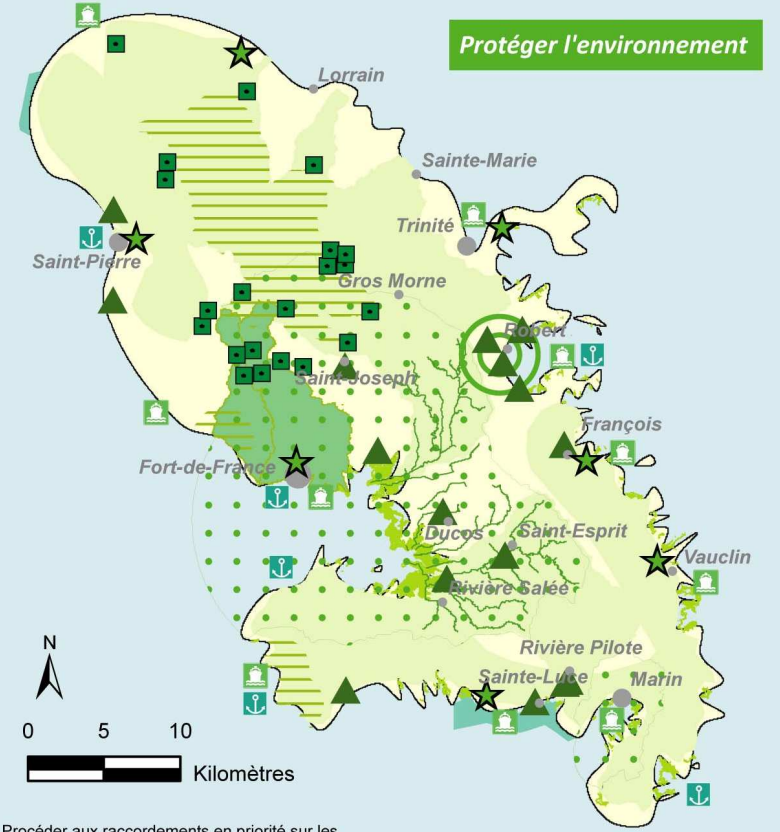 Protéger l'environnement
Lorrain
Sainte-Marie
Trinité
Saint-Pierre
Gros Morne
Robert
Saint-Joseph
François
Fort-de-France
Ducos
Saint-Esprit
Vauclin
Rivière Salée
Rivière Pilote
Sainte-Luce
Marin
N
0 5 10
Kilomètres
Procéder aux raccordements en priorité sur les